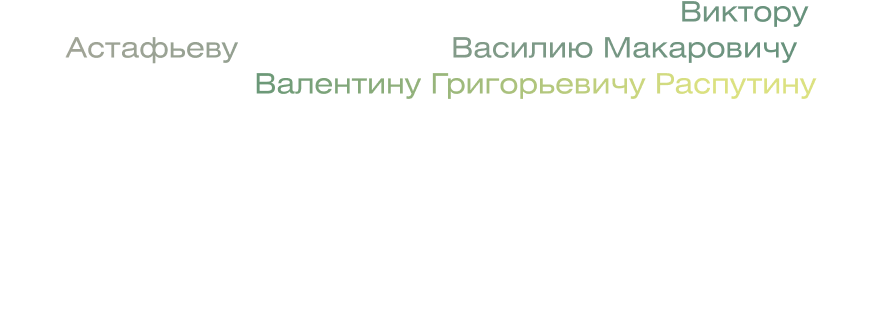 Виктору
Астафьеву Василию Макаровичу
Валентину Григорьевичу Распутину